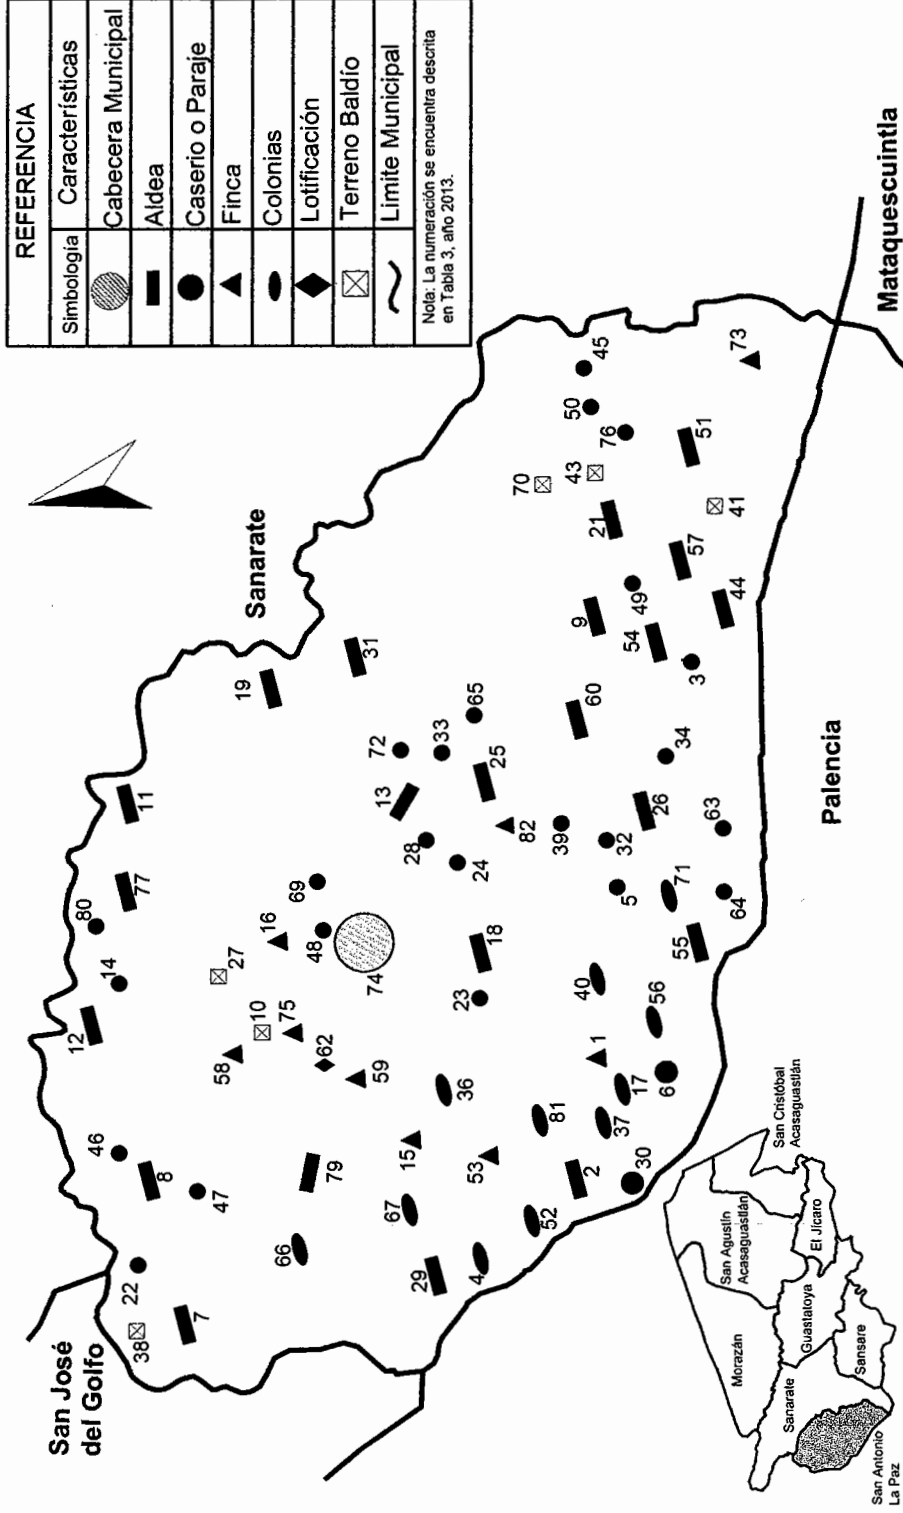 REFERENCIA
Simbología Características
Cabecera Municipal
Aldea
Caserio o Paraje
Finca
Colonias
Lotificación
Terreno Baldío
Limite Municipal
Nota: La numeración se encuentra descrita
en Tabla 3, año 2013.
San José
del Golfo
Sanarate
Palencia
Mataquescuintla
38
22
7
46
8
47
12
14
80
77
11
19
31
66
79
58
10
27
75
62
59
16
69
48
74
29
67
15
36
4
53
52
81
2
30
37
17
1
6
56
40
23
18
24
28
13
72
33
65
25
82
39
32
5
71
55
64
63
26
34
60
9
54
3
49
44
57
21
41
43
70
76
50
45
51
73
Morazán
San Agustín
Acasaguastlán
San Cristóbal
Acasaguastlán
El Jícaro
Guastatoya
Sansare
Sanarate
San Antonio
La Paz